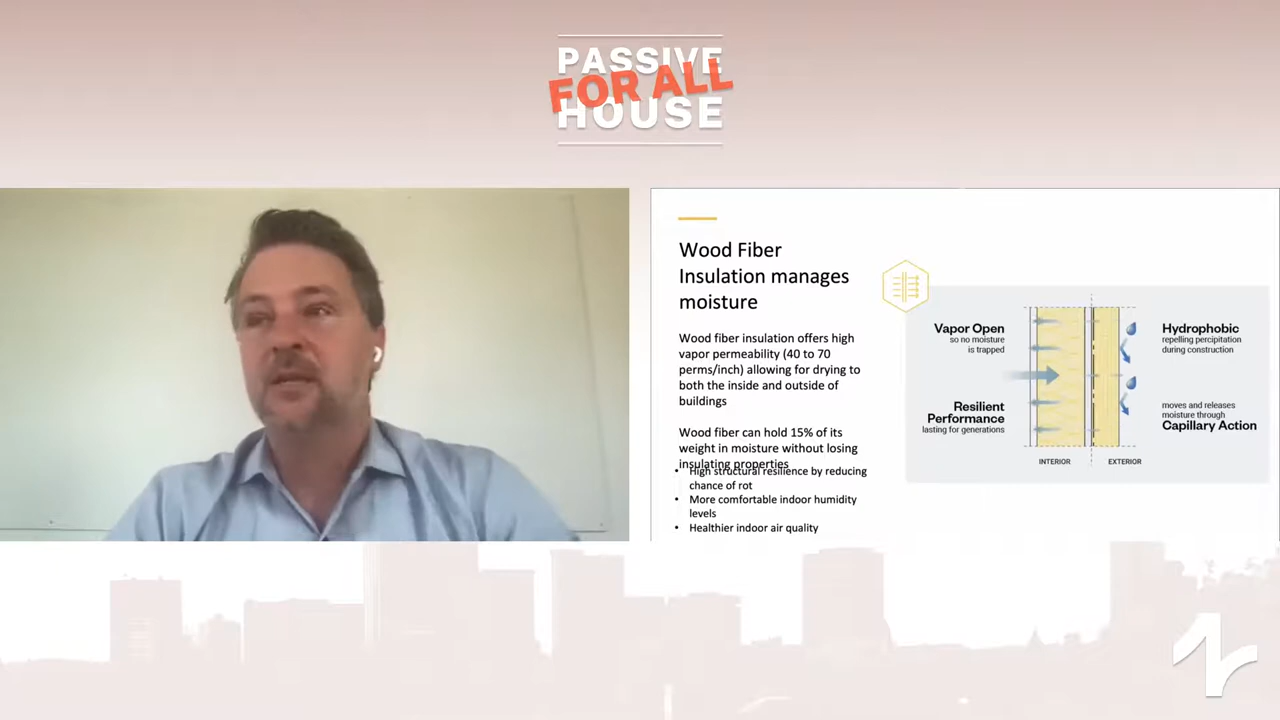 PASSIVE
FOR ALL
HOUSE
Wood Fiber
Insulation manages
moisture
Wood fiber insulation offers high
vapor permeability (40 to 70
perms/inch) allowing for drying to
both the inside and outside of
buildings
Wood fiber can hold 15% of its
weight in moisture without losing
insulating properties
• High structural resilience by reducing
chance of rot
• More comfortable indoor humidity
levels
• Healthier indoor air quality
Vapor Open
so no moisture
is trapped
Resilient
Performance
lasting for generations
Hydrophobic
repelling percipitation
during construction
moves and releases
moisture through
Capillary Action
INTERIOR
EXTERIOR